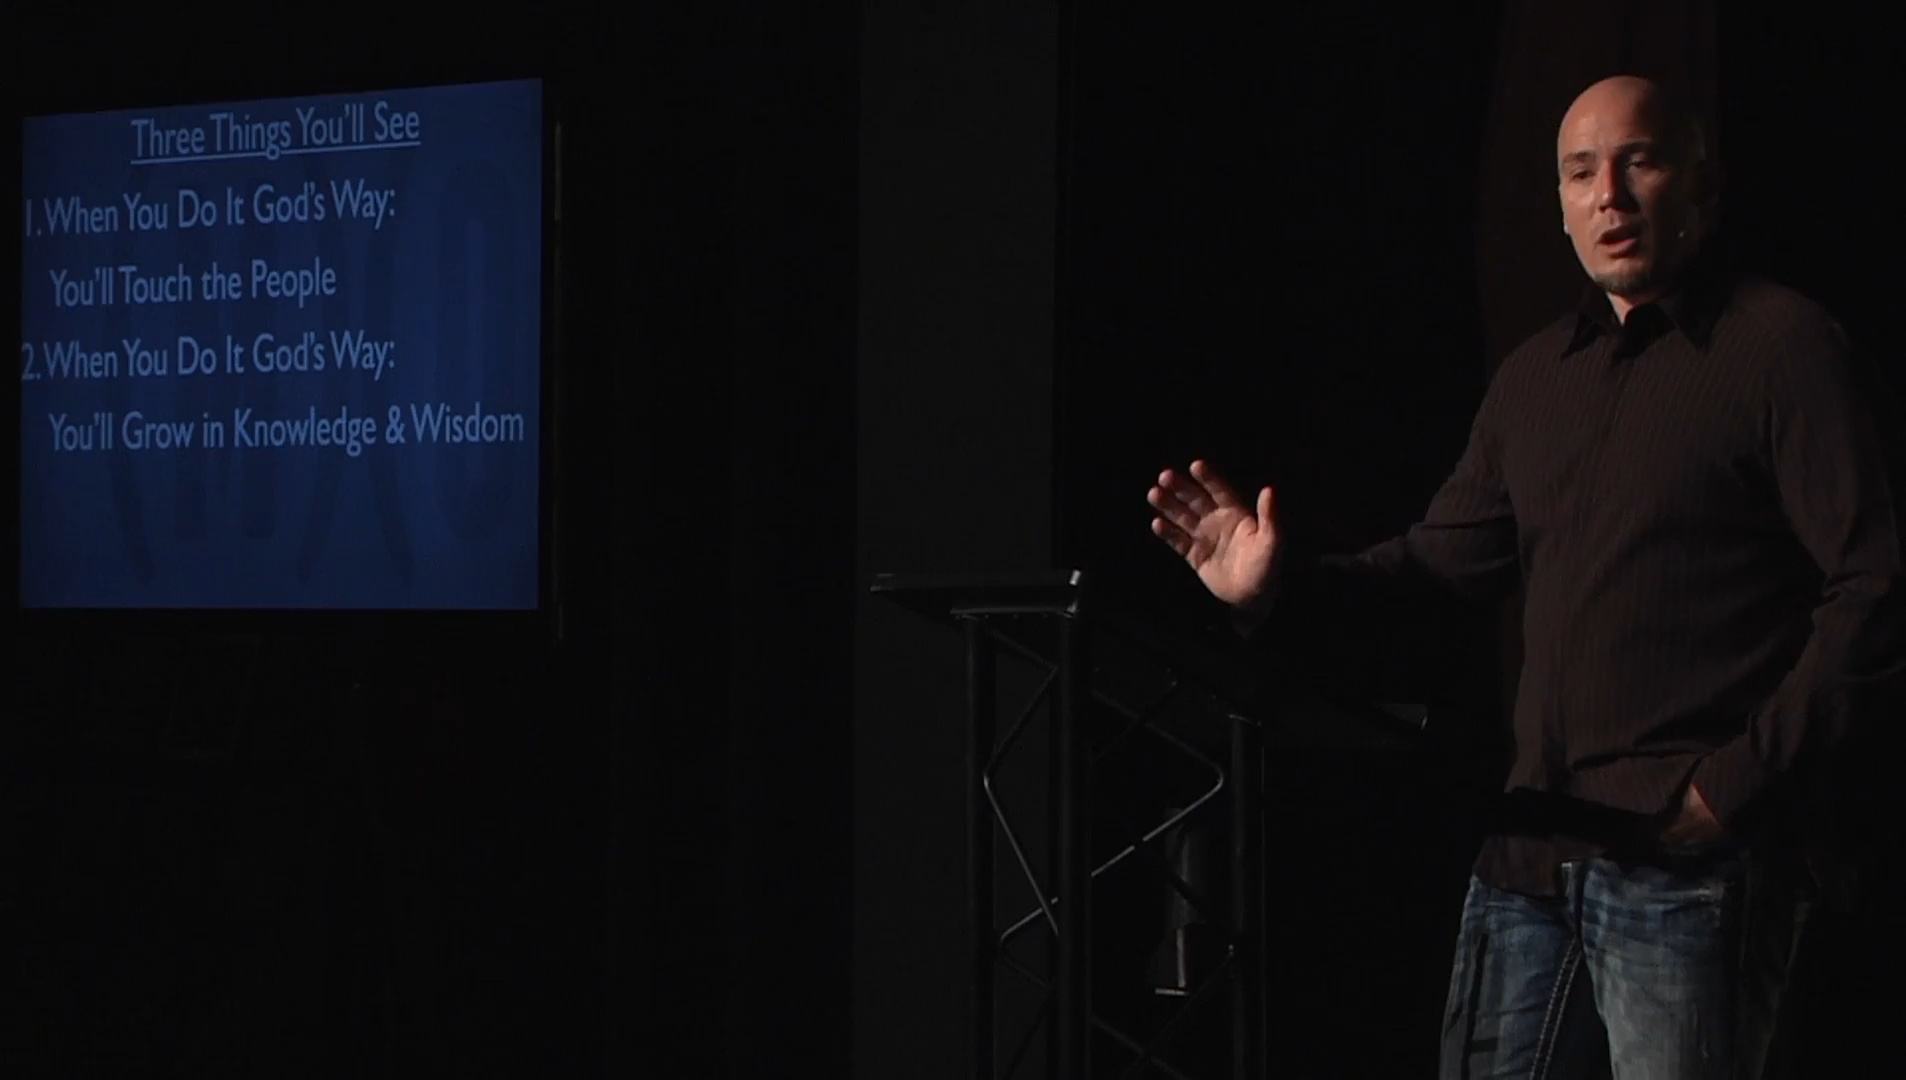 Three Things You'll See
1. When You Do It God's Way:
You'll Touch the People
2. When You Do It God's Way:
You'll Grow in Knowledge & Wisdom